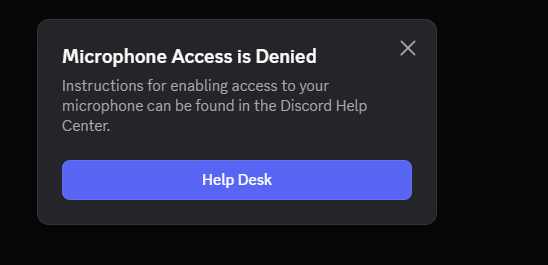 Microphone Access is Denied
Instructions for enabling access to your
microphone can be found in the Discord Help
Center.
Help Desk